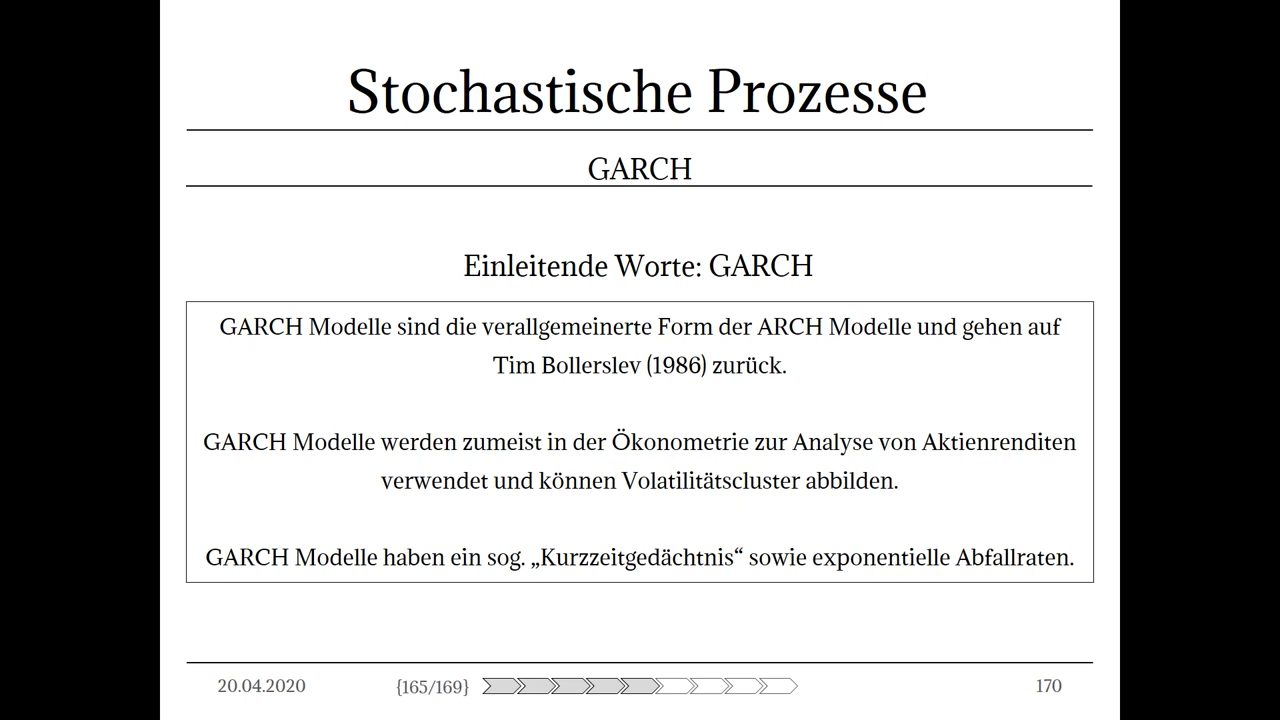 Stochastische Prozesse
GARCH
Einleitende Worte: GARCH
GARCH Modelle sind die verallgemeinerte Form der ARCH Modelle und gehen auf
Tim Bollerslev (1986) zurück.
GARCH Modelle werden zumeist in der Ökonometrie zur Analyse von Aktienrenditen
verwendet und können Volatilitätscluster abbilden.
GARCH Modelle haben ein sog. „Kurzzeitgedächtnis“ sowie exponentielle Abfallraten.
20.04.2020 {165/169} 170